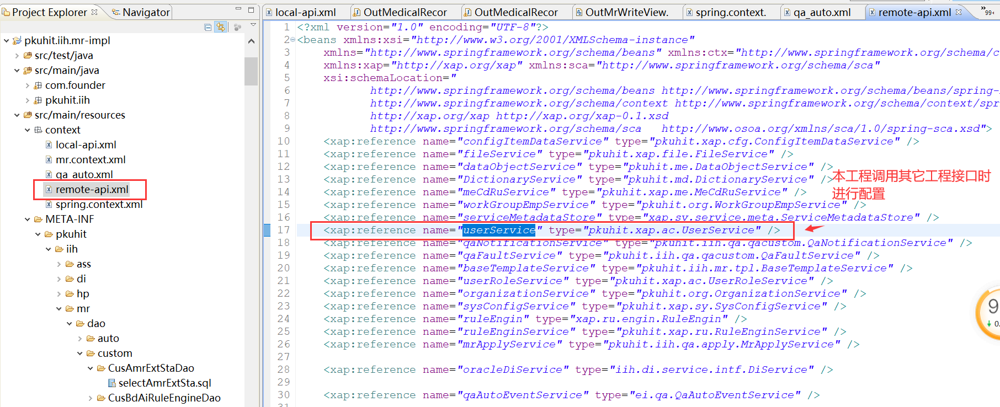 Project Explorer
Navigator
pkuhit.iih.mr-impl
src/test/java
src/main/java
com.founder
pkuhit.iih
src/main/resources
context
local-api.xml
mr.context.xml
qa_auto.xml
remote-api.xml
spring.context.xml
META-INF
pkuhit
iih
ass
di
hp
mr
dao
auto
custom
CusAmrExtStaDao
selectAmrExtSta.sql
CusBdAiRuleEngineDao
local-api.xml
OutMedicalRecor
OutMedicalRecor
OutMrWriteView.
spring.context.
qa_auto.xml
remote-api.xml
»99+
1 <?xml version="1.0" encoding="UTF-8"?>
2 <beans xmlns:xsi="http://www.w3.org/2001/XMLSchema-instance"
3 xmlns="http://www.springframework.org/schema/beans" xmlns:ctx="http://www.springframework.org/schema/c
4 xmlns:xap="http://xap.org/xap" xmlns:sca="http://www.springframework.org/schema/sca"
5 xsi:schemaLocation="
6 http://www.springframework.org/schema/beans http://www.springframework.org/schema/beans/spring-
7 http://www.springframework.org/schema/context http://www.springframework.org/schema/context/spr
8 http://xap.org/xap http://xap.org/xap-0.1.xsd
9 http://www.springframework.org/schema/sca http://www.osoa.org/xmlns/sca/1.0/spring-sca.xsd">
10 <xap:reference name="configItemDataService" type="pkuhit.xap.cfg.ConfigItemDataService" />
11 <xap:reference name="fileService" type="pkuhit.xap.file.FileService" />
12 <xap:reference name="dataObjectService" type="pkuhit.me.DataObjectService" />
13 <xap:reference name="DictionaryService" type="pkuhit.md.DictionaryService" />
本工程调用其它工程接口时
进行配置
14 <xap:reference name="meCdRuService" type="pkuhit.xap.me.MeCdRuService" />
15 <xap:reference name="workGroupEmpService" type="pkuhit.org.WorkGroupEmpService" />
16 <xap:reference name="serviceMetadataStore" type="xap.sv.service.meta.ServiceMetadataStore" />
17 <xap:reference name="userService" type="pkuhit.xap.ac.UserService" />
18 <xap:reference name="qaNotificationService" type="pkuhit.iih.qa.qacustom.QaNotificationService" />
19 <xap:reference name="qaFaultService" type="pkuhit.iih.qa.qacustom.QaFaultService" />
20 <xap:reference name="baseTemplateService" type="pkuhit.iih.mr.tpl.BaseTemplateService" />
21 <xap:reference name="userRoleService" type="pkuhit.xap.ac.UserRoleService" />
22 <xap:reference name="organizationService" type="pkuhit.org.OrganizationService" />
23 <xap:reference name="sysConfigService" type="pkuhit.xap.sy.SysConfigService" />
24 <xap:reference name="ruleEngin" type="xap.ru.engin.RuleEngin" />
25 <xap:reference name="ruleEnginService" type="pkuhit.xap.ru.RuleEnginService" />
26 <xap:reference name="mrApplyService" type="pkuhit.iih.qa.apply.MrApplyService" />
27
28 <xap:reference name="oracleDiService" type="iih.di.service.intf.DiService" />
29
30 <xap:reference name="qaAutoEventService" type="ei.qa.QaAutoEventService" />
9
0.